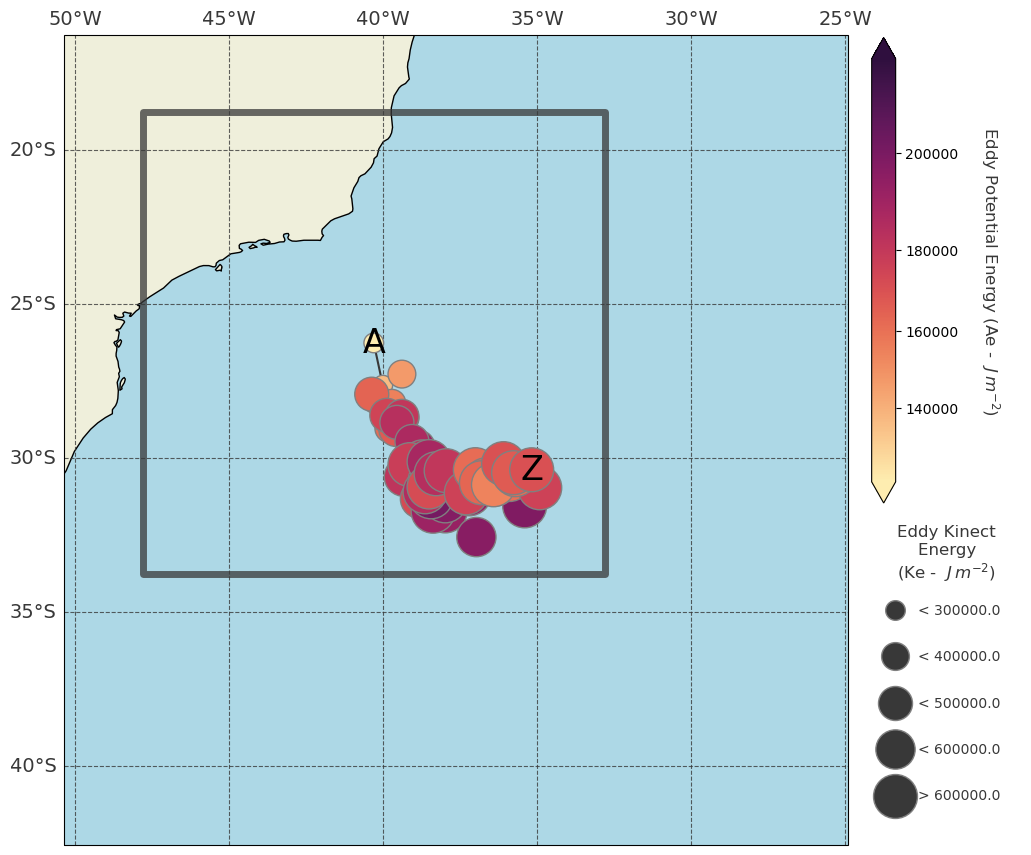 50°W 45°W 40°W 35°W 30°W 25°W
20°S
25°S
30°S
35°S
40°S
A
Z
200000
180000
160000
140000
Eddy Potential Energy (Ae - J m⁻²)
Eddy Kinect
Energy
(Ke - J m⁻²)
< 300000.0
< 400000.0
< 500000.0
< 600000.0
> 600000.0